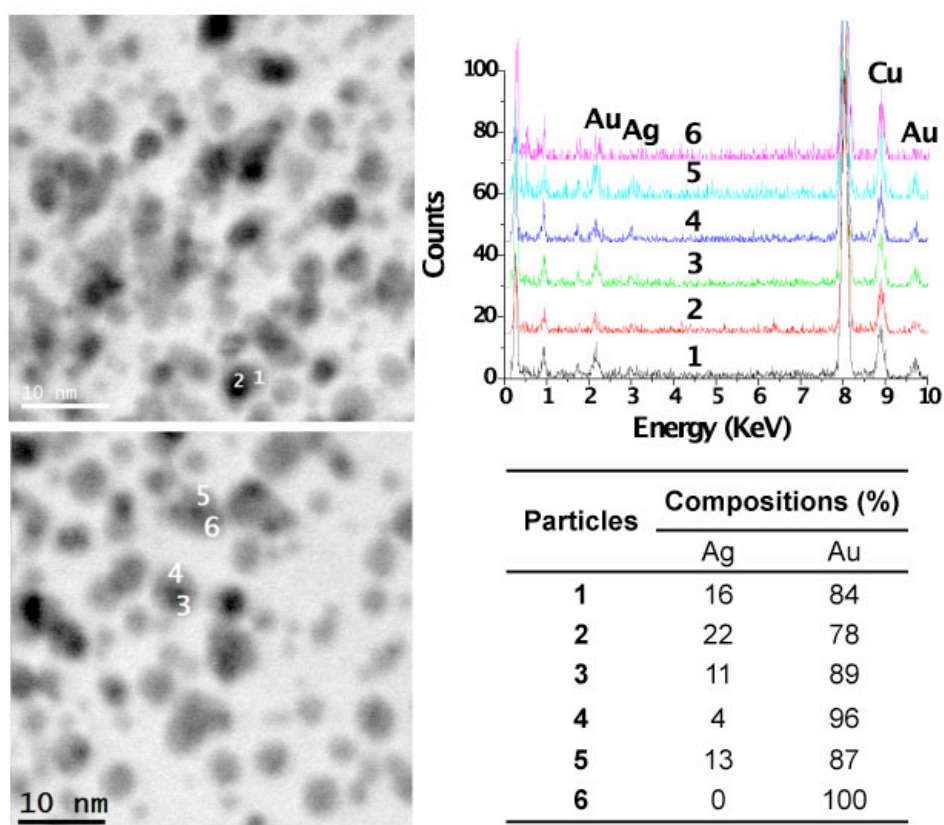 2 1
10 nm
5
6
4
3
10 nm
100
80
60
40
20
0
Counts
Au Ag
Cu
Au
6
5
4
3
2
1
0 1 2 3 4 5 6 7 8 9 10
Energy (KeV)
Particles Compositions (%)
Ag Au
1 16 84
2 22 78
3 11 89
4 4 96
5 13 87
6 0 100